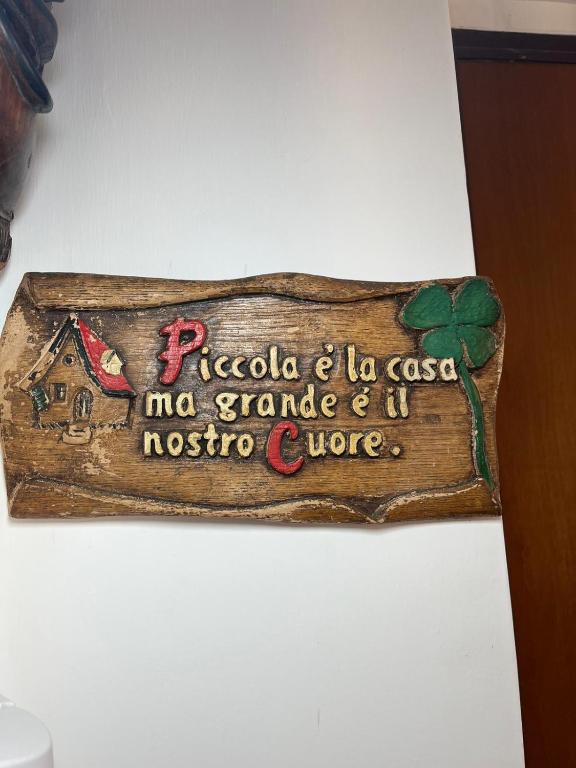 Piccola é la casa
ma grande é il
nostro Cuore.